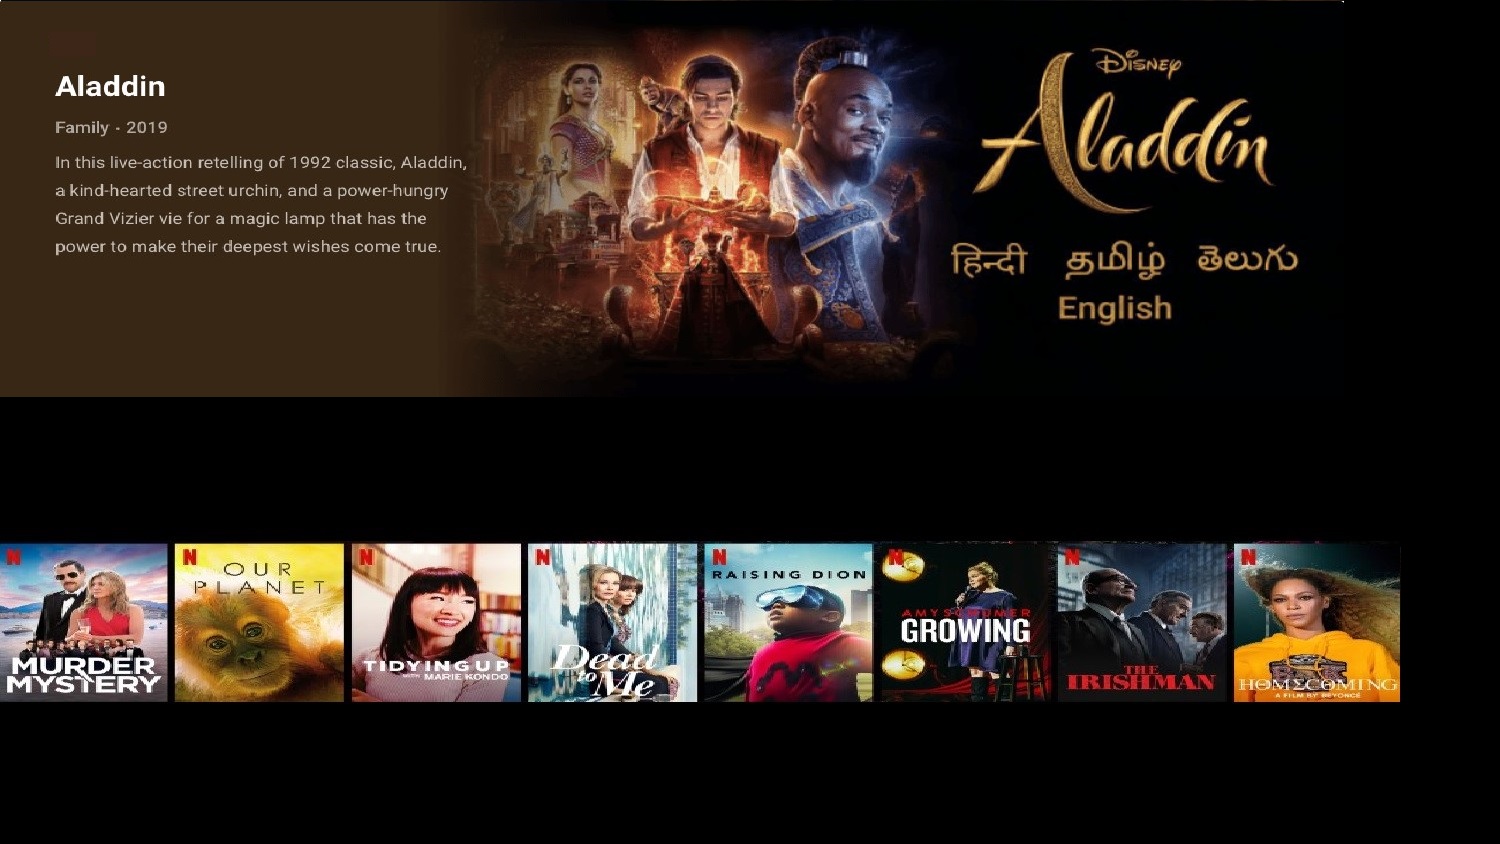 Aladdin
Family • 2019
In this live-action retelling of 1992 classic, Aladdin,
a kind-hearted street urchin, and a power-hungry
Grand Vizier vie for a magic lamp that has the
power to make their deepest wishes come true.
Disney
Aladdin
हिन्दी தமிழ் తెలుగు
English
N
MURDER
MYSTERY
N
OUR
PLANET
N
TIDYING UP
WITH MARIE KONDO
N
Dead
to Me
N
RAISING DION
N
AMY SCHUMER
GROWING
N
THE
IRISHMAN
N
HOMECOMING
A FILM BY BEYONCÉ